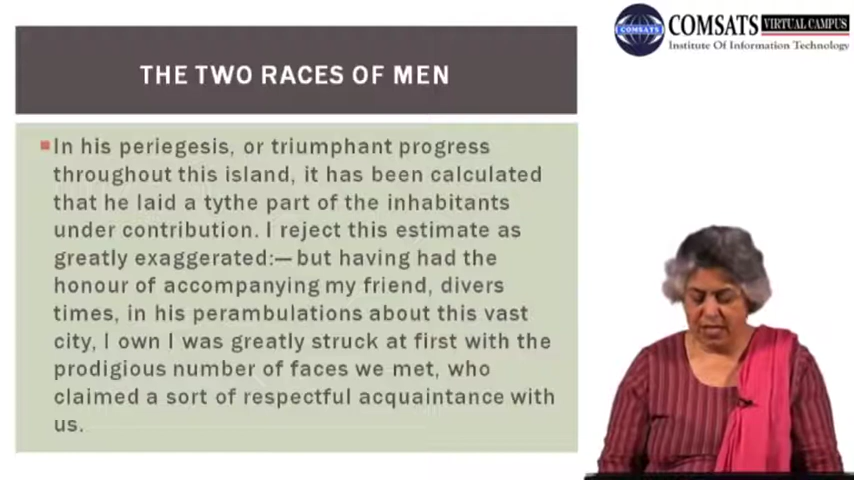 COMSATS VIRTUAL CAMPUS
COMSATS
Institute Of Information Technology
THE TWO RACES OF MEN
In his periegesis, or triumphant progress
throughout this island, it has been calculated
that he laid a tythe part of the inhabitants
under contribution. I reject this estimate as
greatly exaggerated:—but having had the
honour of accompanying my friend, divers
times, in his perambulations about this vast
city, I own I was greatly struck at first with the
prodigious number of faces we met, who
claimed a sort of respectful acquaintance with
us.